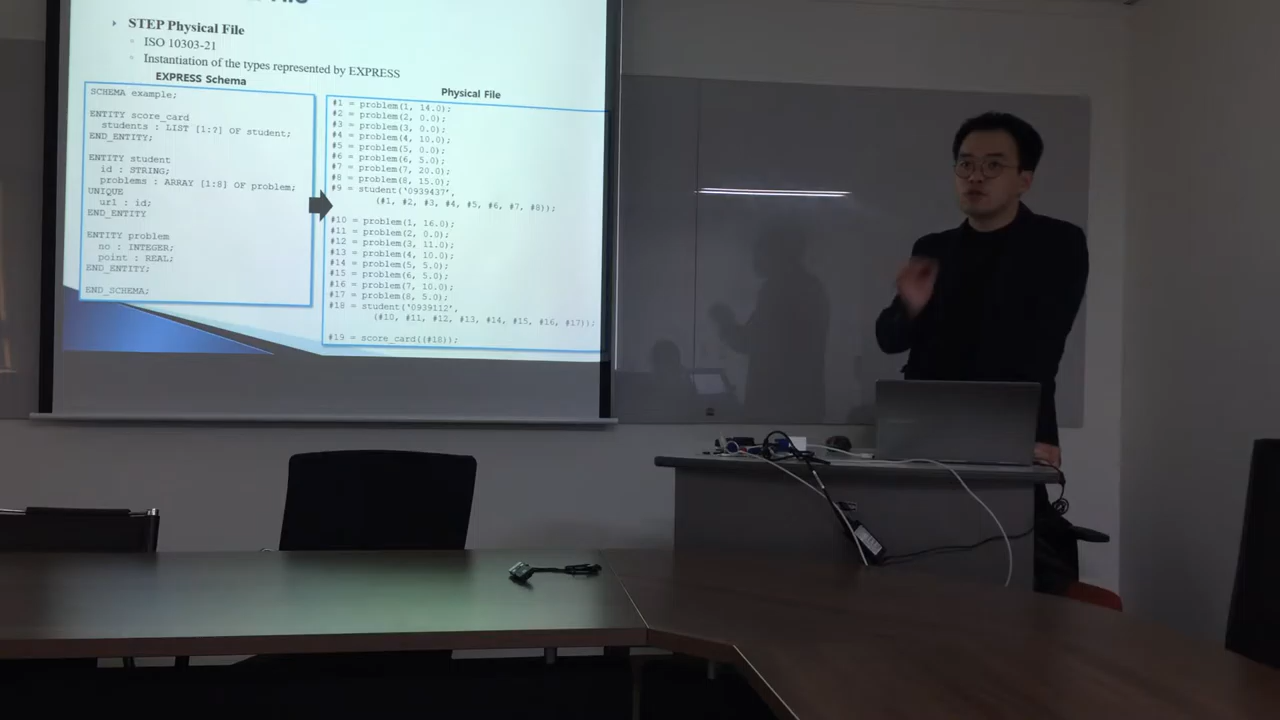 STEP Physical File
ISO 10303-21
Instantiation of the types represented by EXPRESS
EXPRESS Schema
SCHEMA example;
ENTITY score_card
students : LIST [1:?] OF student;
END_ENTITY;
ENTITY student
id : STRING;
problems : ARRAY [1:8] OF problem;
UNIQUE
url : id;
END_ENTITY
ENTITY problem
no : INTEGER;
point : REAL;
END_ENTITY;
END_SCHEMA;
Physical File
#1 = problem(1, 14.0);
#2 = problem(2, 0.0);
#3 = problem(3, 0.0);
#4 = problem(4, 10.0);
#5 = problem(5, 0.0);
#6 = problem(6, 5.0);
#7 = problem(7, 20.0);
#8 = problem(8, 15.0);
#9 = student('0939437',
(#1, #2, #3, #4, #5, #6, #7, #8));
#10 = problem(1, 16.0);
#11 = problem(2, 0.0);
#12 = problem(3, 11.0);
#13 = problem(4, 10.0);
#14 = problem(5, 5.0);
#15 = problem(6, 5.0);
#16 = problem(7, 10.0);
#17 = problem(8, 5.0);
#18 = student('0939112',
(#10, #11, #12, #13, #14, #15, #16, #17));
#19 = score_card((#18));